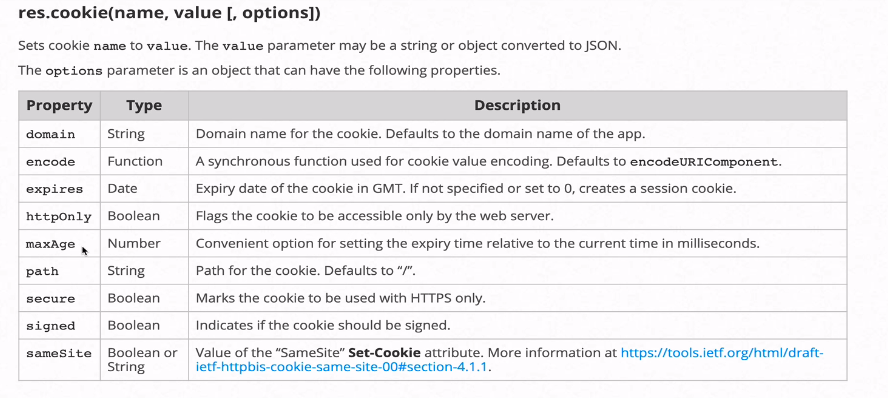 res.cookie(name, value [, options])
Sets cookie name to value. The value parameter may be a string or object converted to JSON.
The options parameter is an object that can have the following properties.
Property Type Description
domain String Domain name for the cookie. Defaults to the domain name of the app.
encode Function A synchronous function used for cookie value encoding. Defaults to encodeURIComponent.
expires Date Expiry date of the cookie in GMT. If not specified or set to 0, creates a session cookie.
httpOnly Boolean Flags the cookie to be accessible only by the web server.
maxAge Number Convenient option for setting the expiry time relative to the current time in milliseconds.
path String Path for the cookie. Defaults to “/”.
secure Boolean Marks the cookie to be used with HTTPS only.
signed Boolean Indicates if the cookie should be signed.
sameSite Boolean or Value of the “SameSite” Set-Cookie attribute. More information at https://tools.ietf.org/html/draft-
String ietf-httpbis-cookie-same-site-00#section-4.1.1.